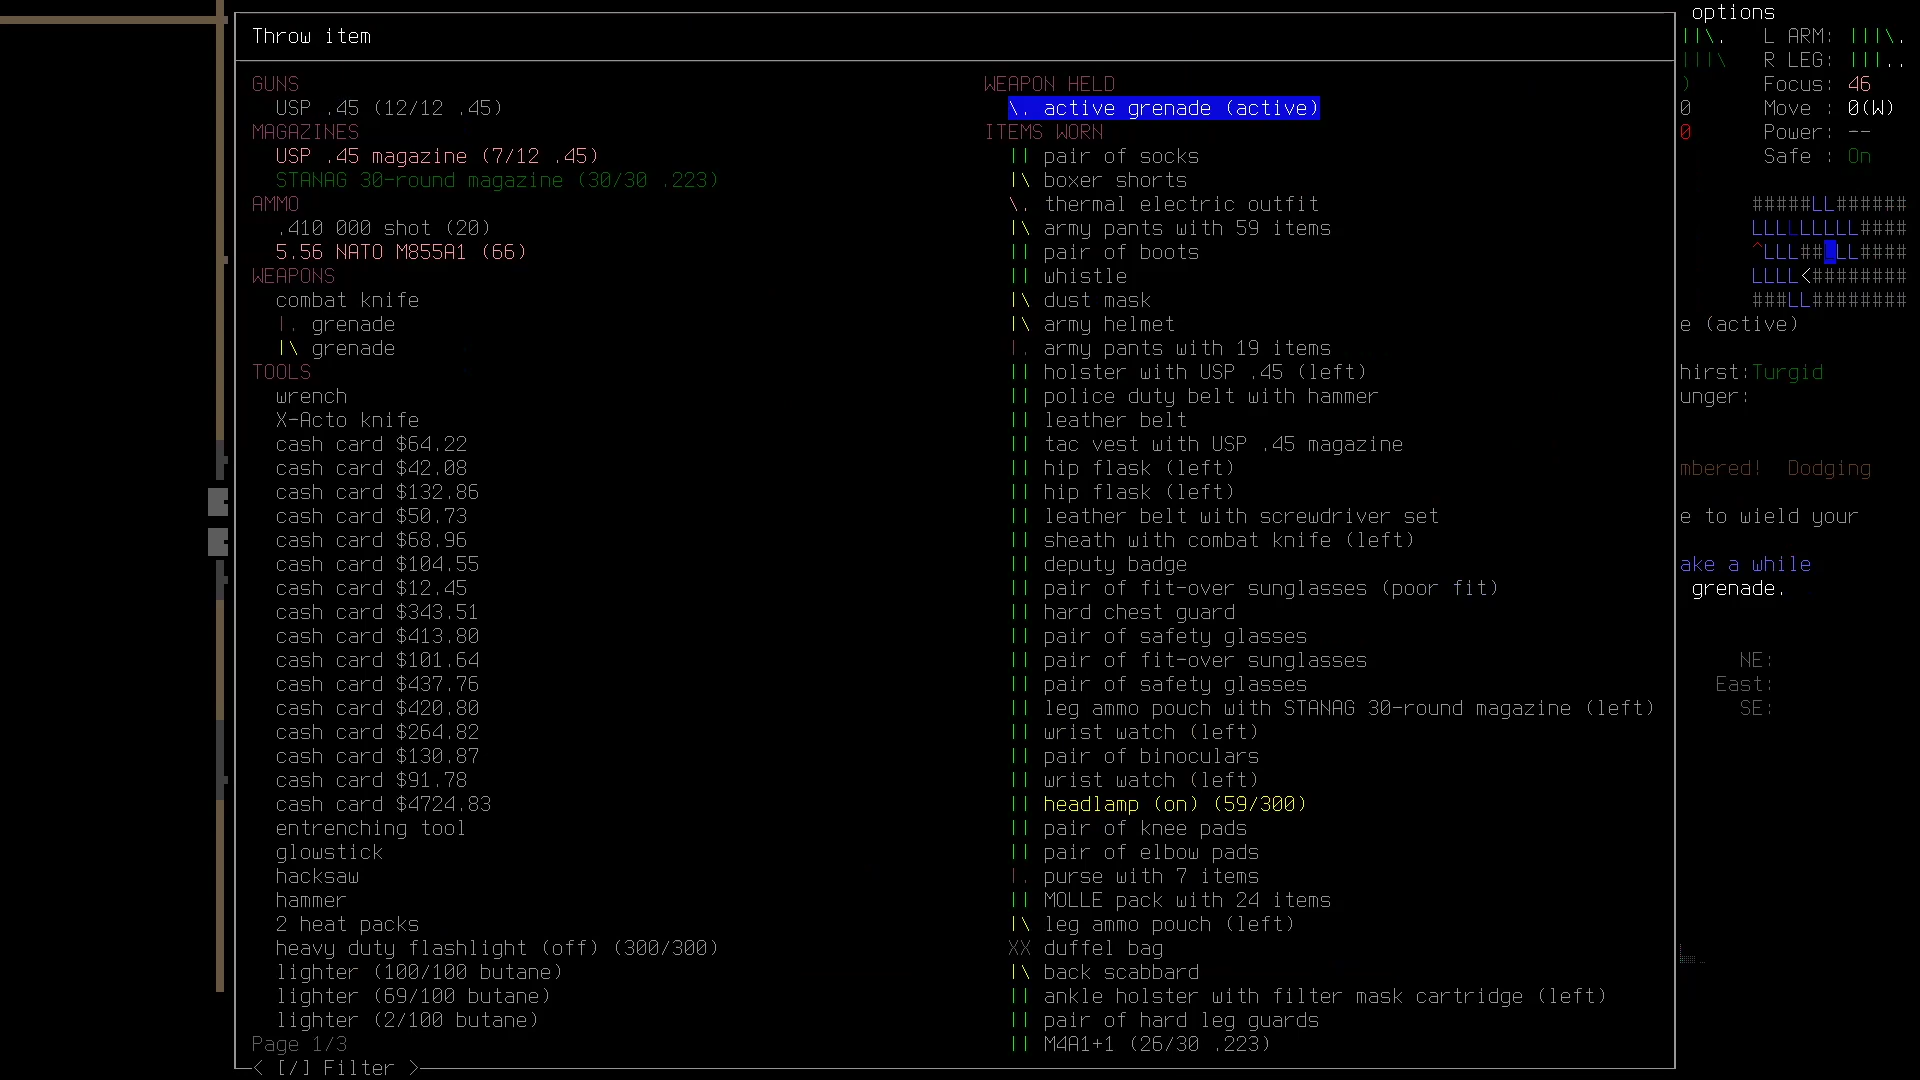 Throw item
GUNS
USP .45 (12/12 .45)
MAGAZINES
USP .45 magazine (7/12 .45)
STANAG 30-round magazine (30/30 .223)
AMMO
.410 000 shot (20)
5.56 NATO M855A1 (66)
WEAPONS
combat knife
|. grenade
|\ grenade
TOOLS
wrench
X-Acto knife
cash card $64.22
cash card $42.08
cash card $132.86
cash card $50.73
cash card $68.96
cash card $104.55
cash card $12.45
cash card $343.51
cash card $413.80
cash card $101.64
cash card $437.76
cash card $420.80
cash card $264.82
cash card $130.87
cash card $91.78
cash card $4724.83
entrenching tool
glowstick
hacksaw
hammer
2 heat packs
heavy duty flashlight (off) (300/300)
lighter (100/100 butane)
lighter (69/100 butane)
lighter (2/100 butane)
Page 1/3
< [/] Filter >
WEAPON HELD
\. active grenade (active)
ITEMS WORN
|| pair of socks
|\ boxer shorts
\. thermal electric outfit
|\ army pants with 59 items
|| pair of boots
|| whistle
|\ dust mask
|\ army helmet
|. army pants with 19 items
|| holster with USP .45 (left)
|| police duty belt with hammer
|| leather belt
|| tac vest with USP .45 magazine
|| hip flask (left)
|| hip flask (left)
|| leather belt with screwdriver set
|| sheath with combat knife (left)
|| deputy badge
|| pair of fit-over sunglasses (poor fit)
|| hard chest guard
|| pair of safety glasses
|| pair of fit-over sunglasses
|| pair of safety glasses
|| leg ammo pouch with STANAG 30-round magazine (left)
|| wrist watch (left)
|| pair of binoculars
|| wrist watch (left)
|| headlamp (on) (59/300)
|| pair of knee pads
|| pair of elbow pads
|. purse with 7 items
|| MOLLE pack with 24 items
|\ leg ammo pouch (left)
XX duffel bag
|\ back scabbard
|| ankle holster with filter mask cartridge (left)
|| pair of hard leg guards
|| M4A1+1 (26/30 .223)
options
||\. L ARM: |||\.
|||\ R LEG: |||..
) Focus: 46
0 Move : 0(W)
0 Power: --
Safe : On
#####LL######
LLLLLLLLL####
^LLL## LL####
LLLL<########
###LL########
e (active)
hirst:Turgid
unger:
mbered! Dodging
e to wield your
ake a while
grenade.
NE:
East:
SE: